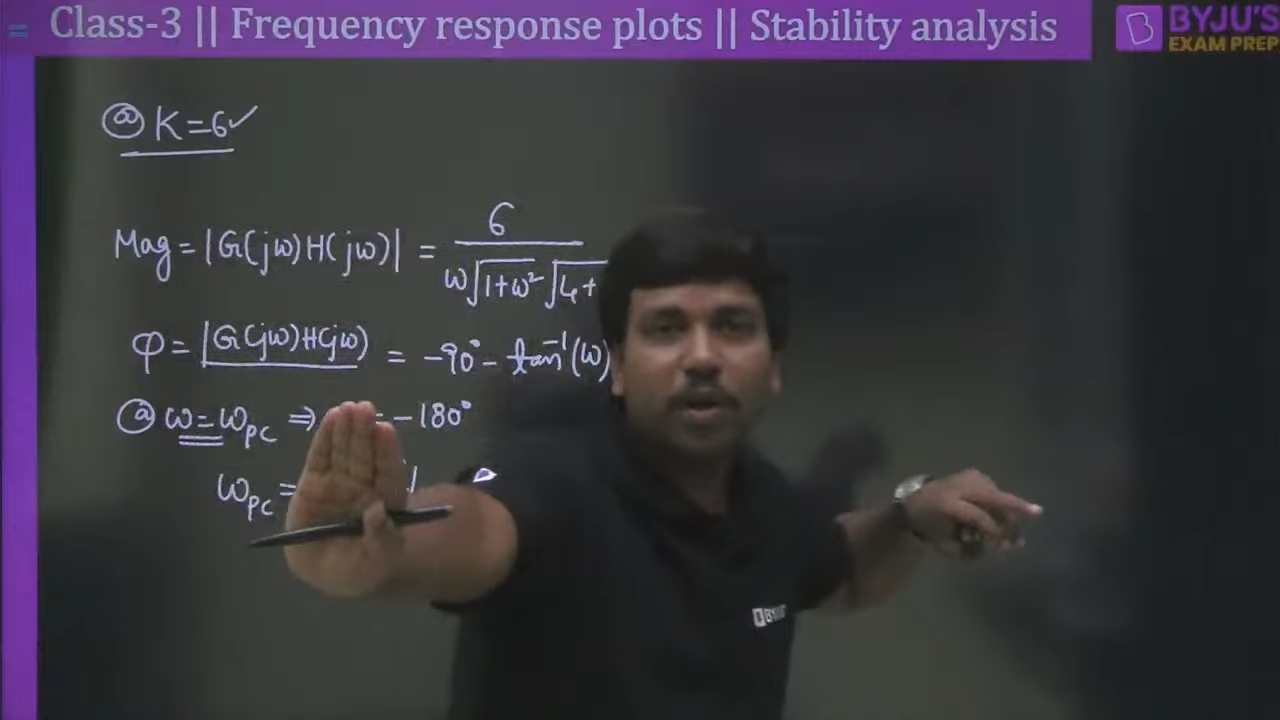 Class-3 || Frequency response plots || Stability analysis
BYJU'S
EXAM PREP
@ K=6✓
Mag = |G(jω)H(jω)| = 6 / ω√1+ω² √4+
φ = ∠G(jω)H(jω) = -90° - tan⁻¹(ω)
@ ω=ωpc ⇒ = -180°
ωpc =
BYJU'S